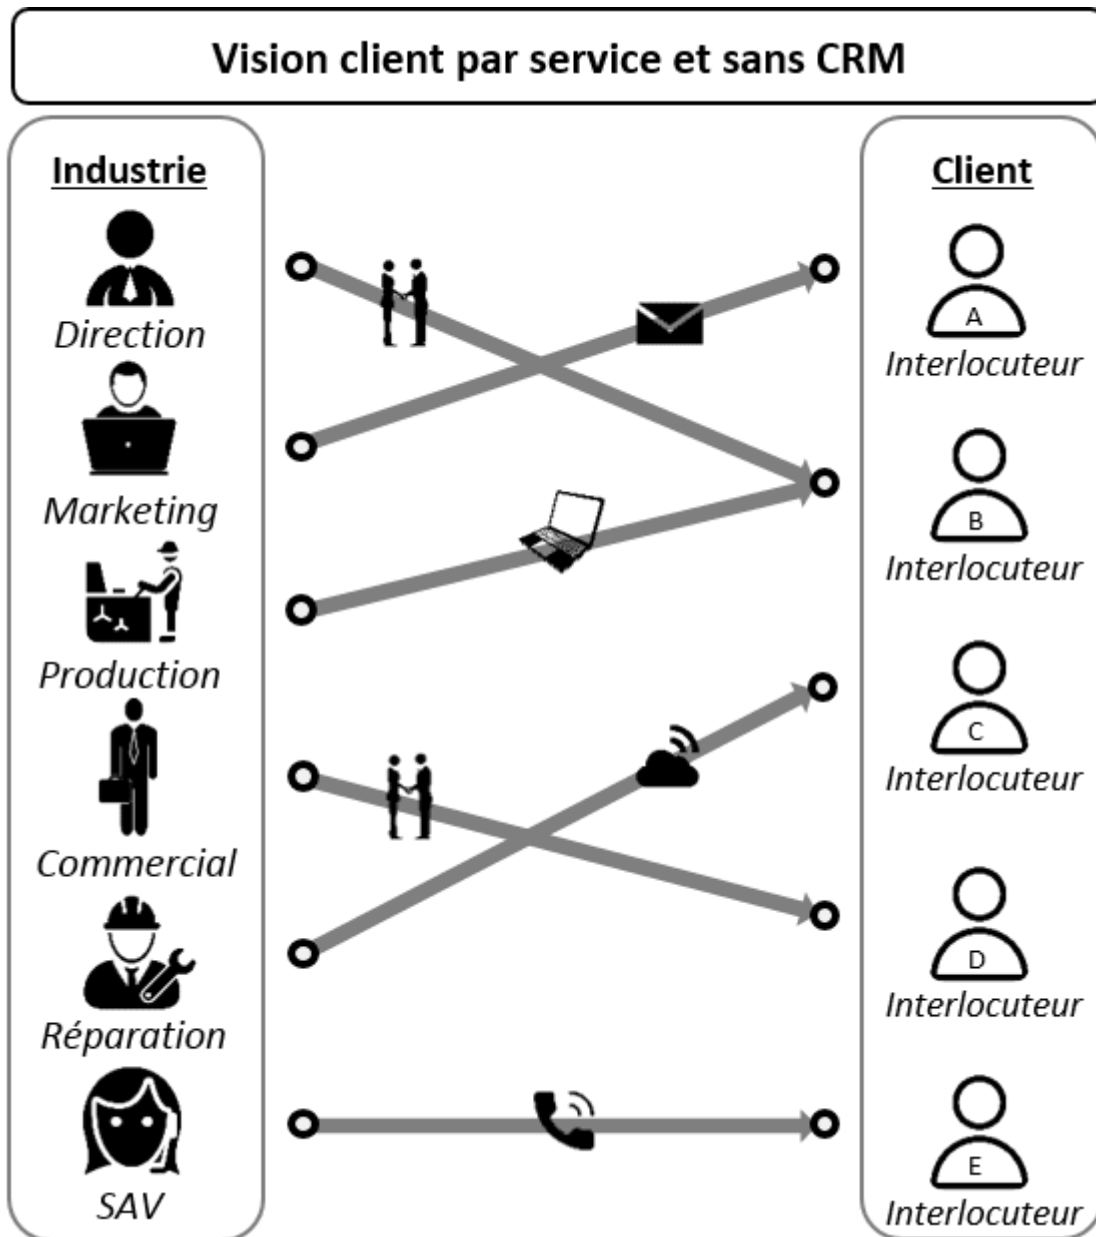 Vision client par service et sans CRM
Industrie
Direction
Marketing
Production
Commercial
Réparation
SAV
Client
A
Interlocuteur
B
Interlocuteur
C
Interlocuteur
D
Interlocuteur
E
Interlocuteur